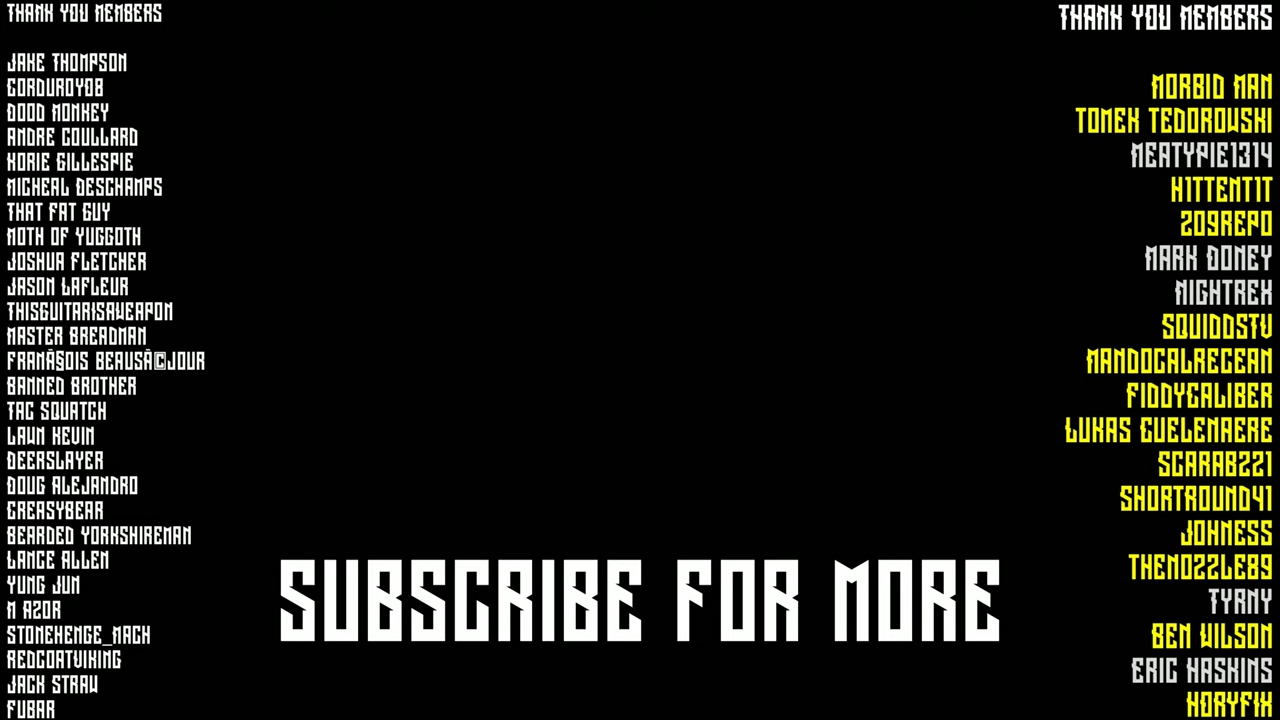 THANK YOU MEMBERS
JAKE THOMPSON
CORDUROY08
DOOD MONKEY
ANDRE COULLARD
KORIE GILLESPIE
MICHEAL DESCHAMPS
THAT FAT GUY
MOTH OF YUGGOTH
JOSHUA FLETCHER
JASON LAFLEUR
THISGUITARISAWEAPON
MASTER BREADMAN
FRANÃ§OIS BEAUSÃ©JOUR
BANNED BROTHER
TAC SQUATCH
LAWN KEVIN
DEERSLAYER
DOUG ALEJANDRO
GREASYBEAR
BEARDED YORKSHIREMAN
LANCE ALLEN
YUNG JUN
M AZOR
STONEHENGE_MACH
REDCOATVIKING
JACK STRAW
FUBAR
SUBSCRIBE FOR MORE
THANK YOU MEMBERS
MORBID MAN
TOMEK TEDOROWSKI
MEATYPIE1314
K1TTENT1T
209REPO
MARK DONEY
NIGHTREX
SQUIDDSTV
MANDOCALRECEAN
FIDDYCALIBER
LUKAS CUELENAERE
SCARAB221
SHORTROUND41
JOHNESS
THENOZZLE89
TYRNY
BEN WILSON
ERIC HASKINS
KORYFIX